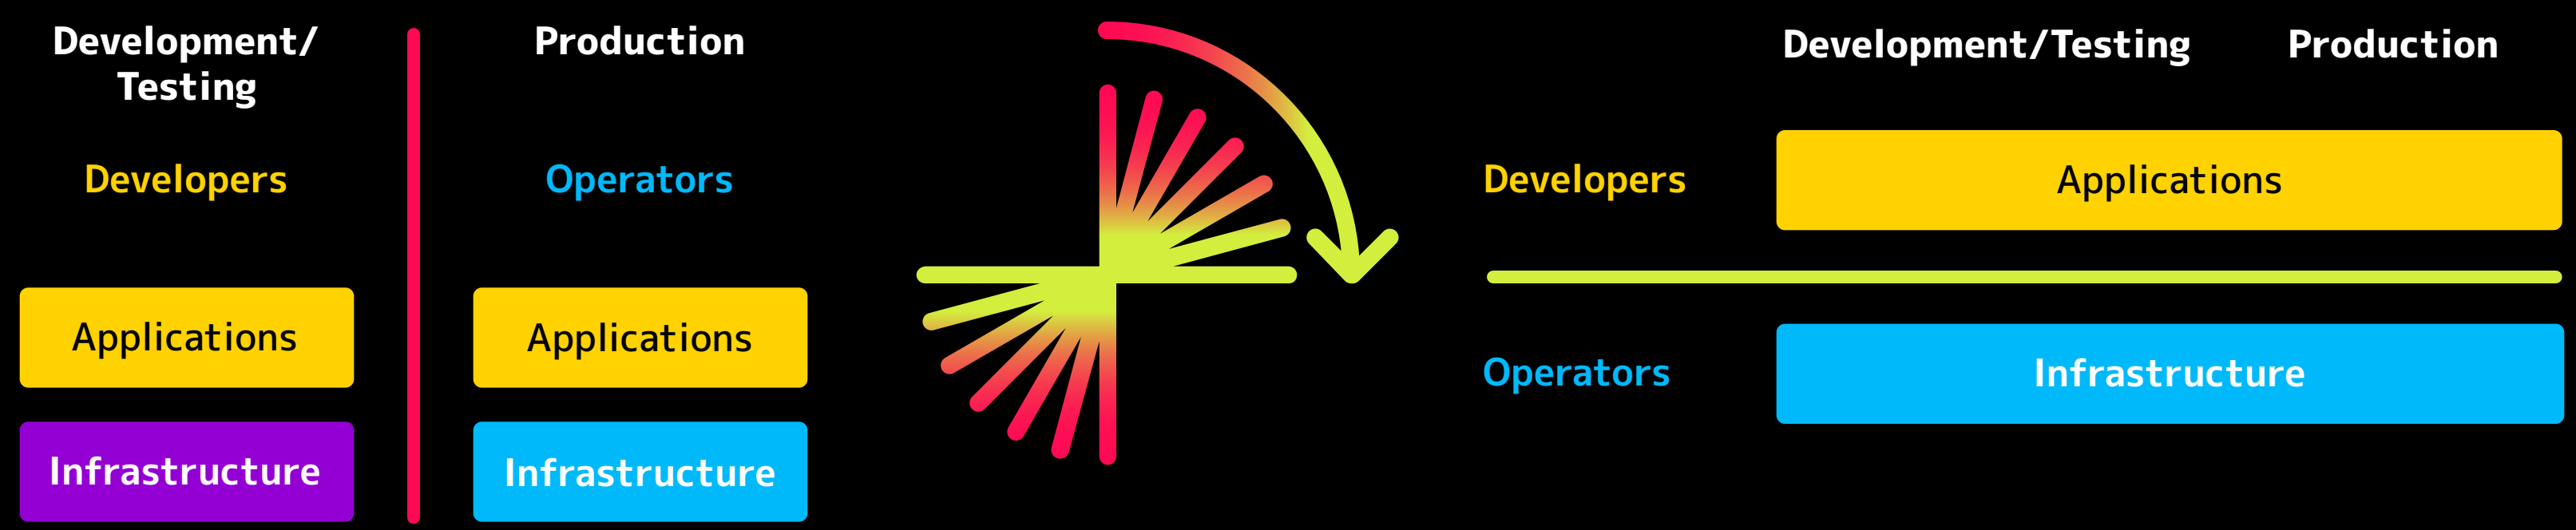 Development/
Testing
Production
Developers
Operators
Applications
Applications
Infrastructure
Infrastructure
Development/Testing
Production
Developers
Applications
Operators
Infrastructure